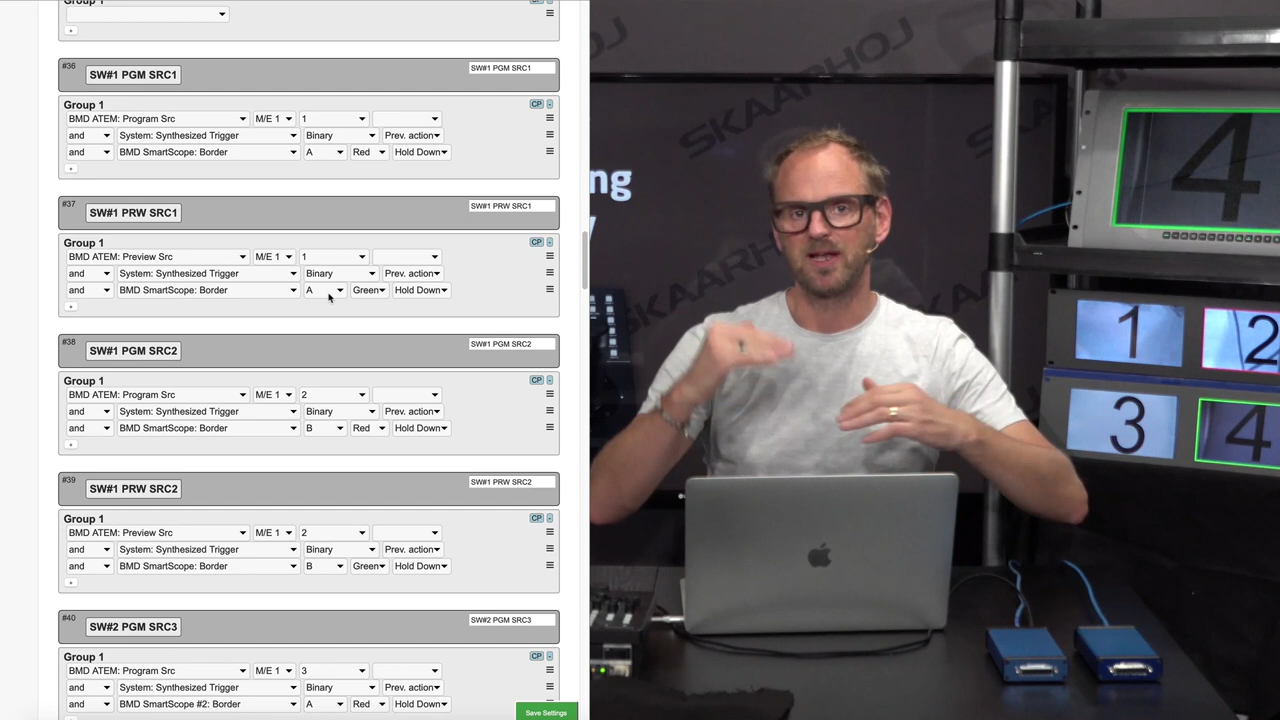 Group 1
#36
SW#1 PGM SRC1
SW#1 PGM SRC1
Group 1
CP -
BMD ATEM: Program Src M/E 1 1
and System: Synthesized Trigger Binary Prev. action
and BMD SmartScope: Border A Red Hold Down
+
#37
SW#1 PRW SRC1
SW#1 PRW SRC1
Group 1
CP -
BMD ATEM: Preview Src M/E 1 1
and System: Synthesized Trigger Binary Prev. action
and BMD SmartScope: Border A Green Hold Down
+
#38
SW#1 PGM SRC2
SW#1 PGM SRC2
Group 1
CP -
BMD ATEM: Program Src M/E 1 2
and System: Synthesized Trigger Binary Prev. action
and BMD SmartScope: Border B Red Hold Down
+
#39
SW#1 PRW SRC2
SW#1 PRW SRC2
Group 1
CP -
BMD ATEM: Preview Src M/E 1 2
and System: Synthesized Trigger Binary Prev. action
and BMD SmartScope: Border B Green Hold Down
+
#40
SW#2 PGM SRC3
SW#2 PGM SRC3
Group 1
CP -
BMD ATEM: Program Src M/E 1 3
and System: Synthesized Trigger Binary Prev. action
and BMD SmartScope #2: Border A Red Hold Down
Save Settings
SKAARHOJ
ng
4
1
2
3
4